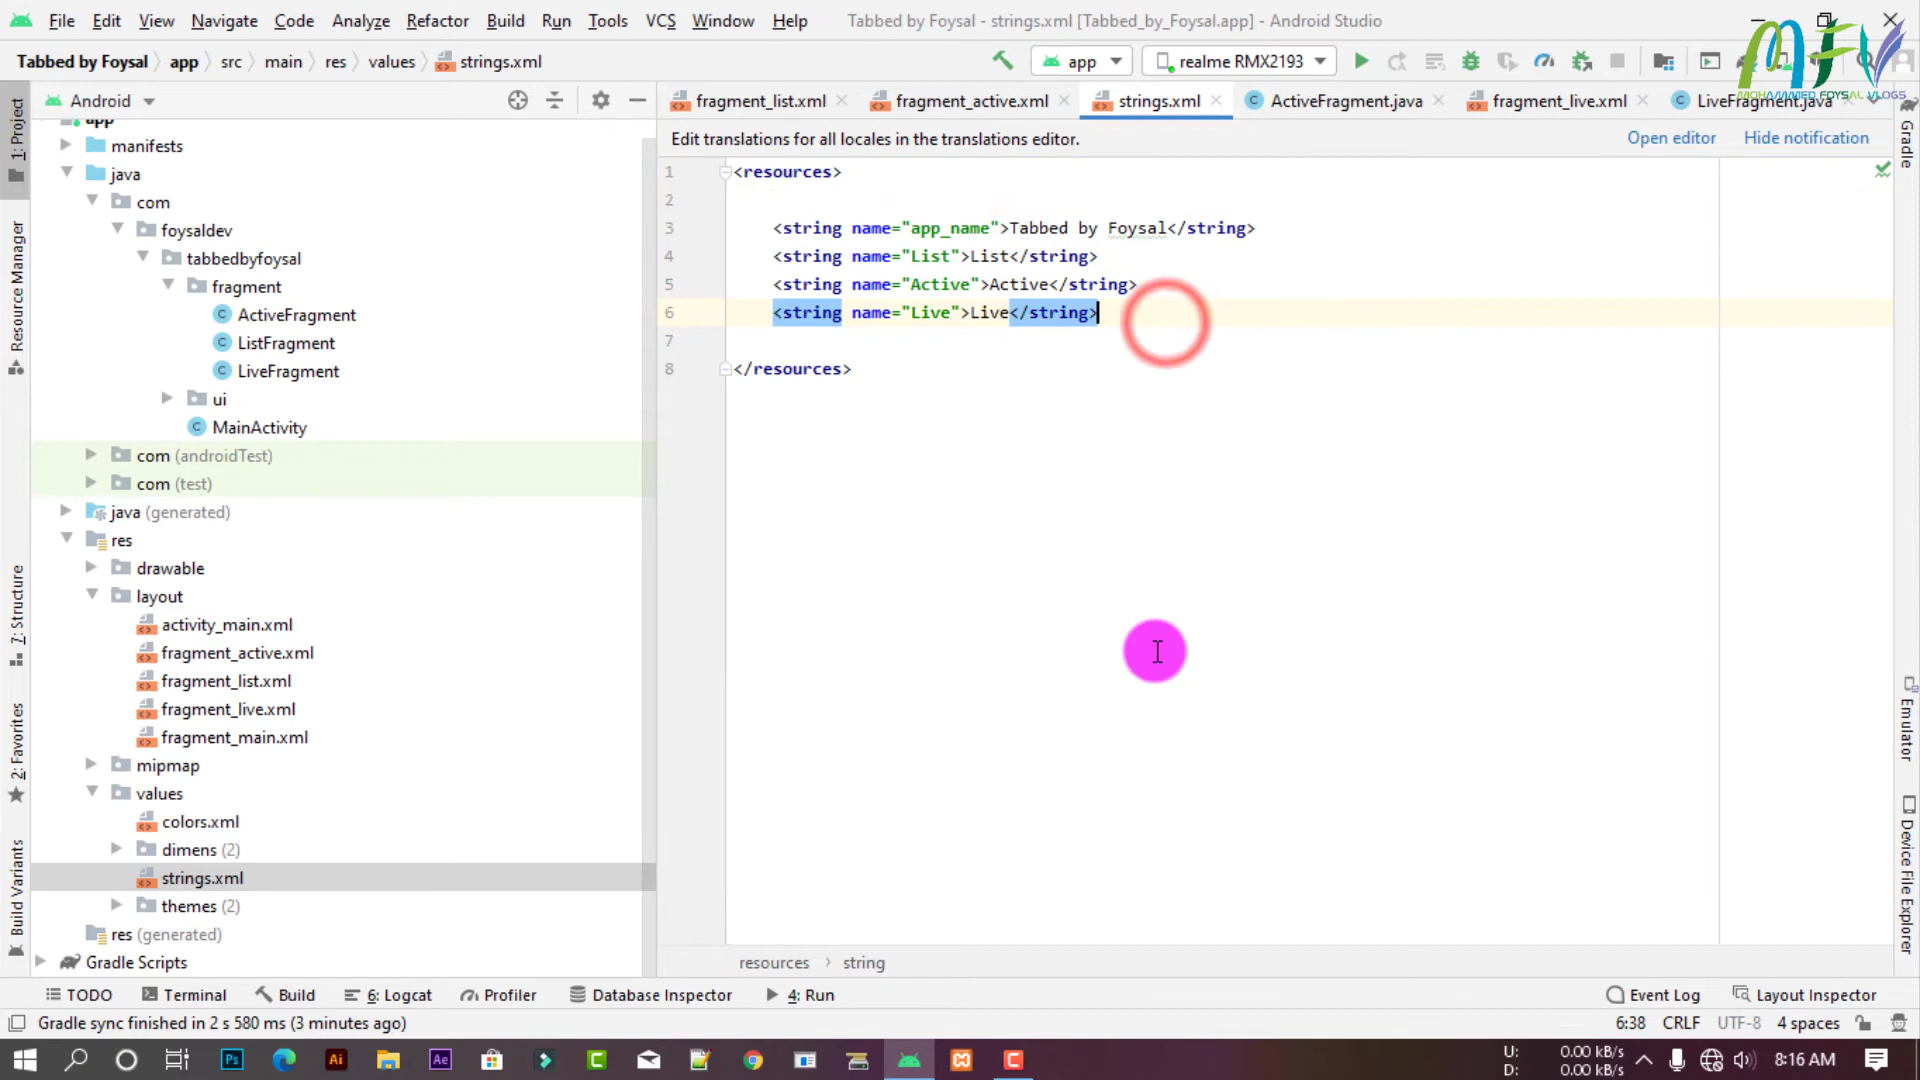 File Edit View Navigate Code Analyze Refactor Build Run Tools VCS Window Help Tabbed by Foysal - strings.xml [Tabbed_by_Foysal.app] - Android Studio
Tabbed by Foysal app src main res values strings.xml app realme RMX2193
MOHAMMED FOYSAL VLOGS
Android fragment_list.xml fragment_active.xml strings.xml ActiveFragment.java fragment_live.xml LiveFragment.java
Edit translations for all locales in the translations editor. Open editor Hide notification
app
manifests
java
com
foysaldev
tabbedbyfoysal
fragment
ActiveFragment
ListFragment
LiveFragment
ui
MainActivity
com (androidTest)
com (test)
java (generated)
res
drawable
layout
activity_main.xml
fragment_active.xml
fragment_list.xml
fragment_live.xml
fragment_main.xml
mipmap
values
colors.xml
dimens (2)
strings.xml
themes (2)
res (generated)
Gradle Scripts
1 <resources>
2
3 <string name="app_name">Tabbed by Foysal</string>
4 <string name="List">List</string>
5 <string name="Active">Active</string>
6 <string name="Live">Live</string>
7
8 </resources>
resources › string
1: Project
Resource Manager
7: Structure
2: Favorites
Build Variants
Gradle
Emulator
Device File Explorer
TODO Terminal Build 6: Logcat Profiler Database Inspector 4: Run Event Log Layout Inspector
Gradle sync finished in 2 s 580 ms (3 minutes ago) 6:38 CRLF UTF-8 4 spaces
Ps Ai Ae C C
U: 0.00 kB/s
D: 0.00 kB/s
8:16 AM